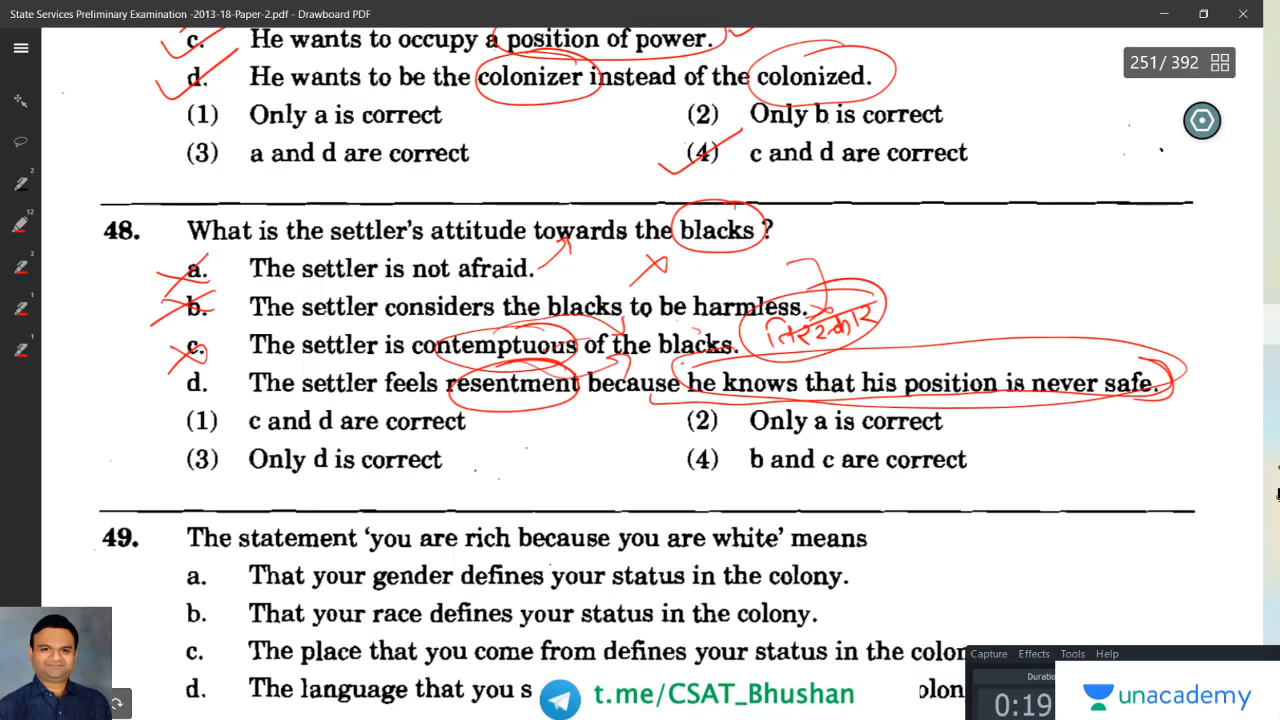 State Services Preliminary Examination -2013-18-Paper-2.pdf - Drawboard PDF
251/ 392
c. He wants to occupy a position of power.
d. He wants to be the colonizer instead of the colonized.
(1) Only a is correct (2) Only b is correct
(3) a and d are correct (4) c and d are correct
48. What is the settler's attitude towards the blacks ?
a. The settler is not afraid.
b. The settler considers the blacks to be harmless.
तिरस्कार
c. The settler is contemptuous of the blacks.
d. The settler feels resentment because he knows that his position is never safe.
(1) c and d are correct (2) Only a is correct
(3) Only d is correct (4) b and c are correct
49. The statement 'you are rich because you are white' means
a. That your gender defines your status in the colony.
b. That your race defines your status in the colony.
c. The place that you come from defines your status in the color
d. The language that you s olon
2
12
3
1
1
Capture Effects Tools Help
Duratio
0:19
t.me/CSAT_Bhushan
unacademy